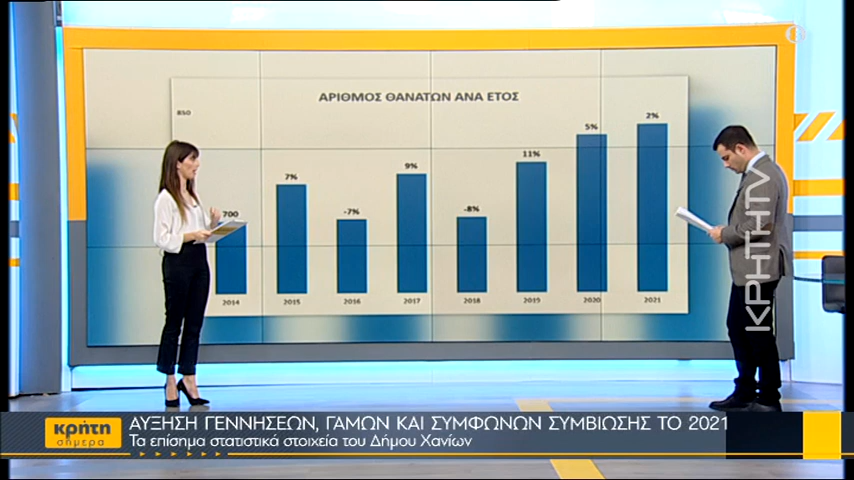 ΑΡΙΘΜΟΣ ΘΑΝΑΤΩΝ ΑΝΑ ΕΤΟΣ
850
700
7%
-7%
9%
-8%
11%
5%
2%
2014
2015
2016
2017
2018
2019
2020
2021
ΚΡΗΤΗTV
κρήτη
σήμερα
ΑΥΞΗΣΗ ΓΕΝΝΗΣΕΩΝ, ΓΑΜΩΝ ΚΑΙ ΣΥΜΦΩΝΩΝ ΣΥΜΒΙΩΣΗΣ ΤΟ 2021
Τα επίσημα στατιστικά στοιχεία του Δήμου Χανίων